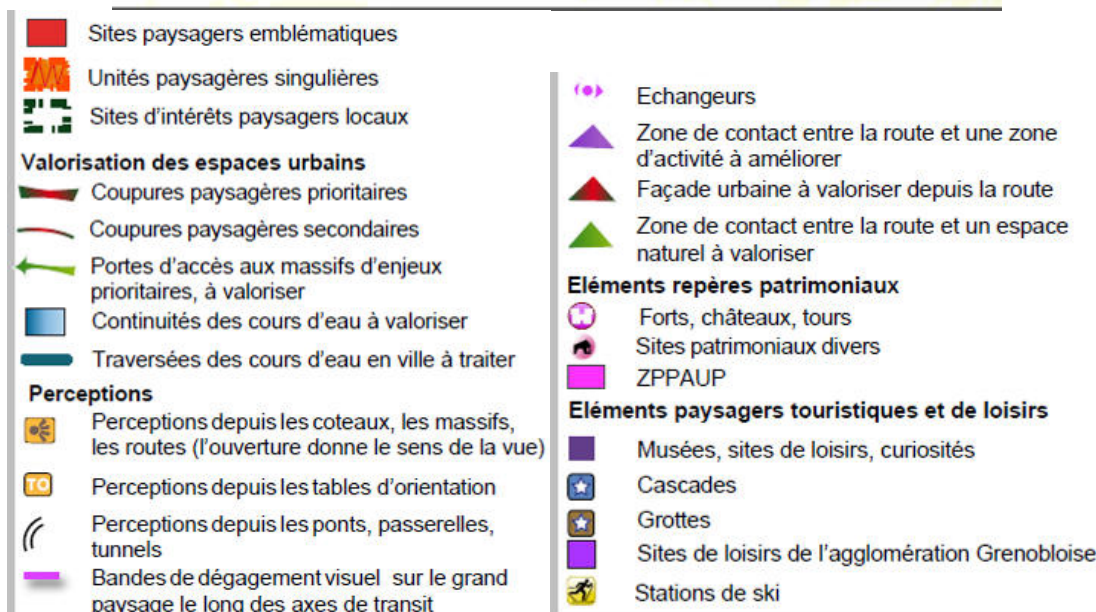 Sites paysagers emblématiques
Unités paysagères singulières
Sites d'intérêts paysagers locaux
Valorisation des espaces urbains
Coupures paysagères prioritaires
Coupures paysagères secondaires
Portes d'accès aux massifs d'enjeux
prioritaires, à valoriser
Continuités des cours d'eau à valoriser
Traversées des cours d'eau en ville à traiter
Perceptions
Perceptions depuis les coteaux, les massifs,
les routes (l'ouverture donne le sens de la vue)
TO
Perceptions depuis les tables d'orientation
Perceptions depuis les ponts, passerelles,
tunnels
Bandes de dégagement visuel sur le grand
paysage le long des axes de transit
Echangeurs
Zone de contact entre la route et une zone
d'activité à améliorer
Façade urbaine à valoriser depuis la route
Zone de contact entre la route et un espace
naturel à valoriser
Eléments repères patrimoniaux
Forts, châteaux, tours
Sites patrimoniaux divers
ZPPAUP
Eléments paysagers touristiques et de loisirs
Musées, sites de loisirs, curiosités
Cascades
Grottes
Sites de loisirs de l'agglomération Grenobloise
Stations de ski